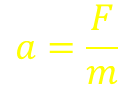 a = F/m